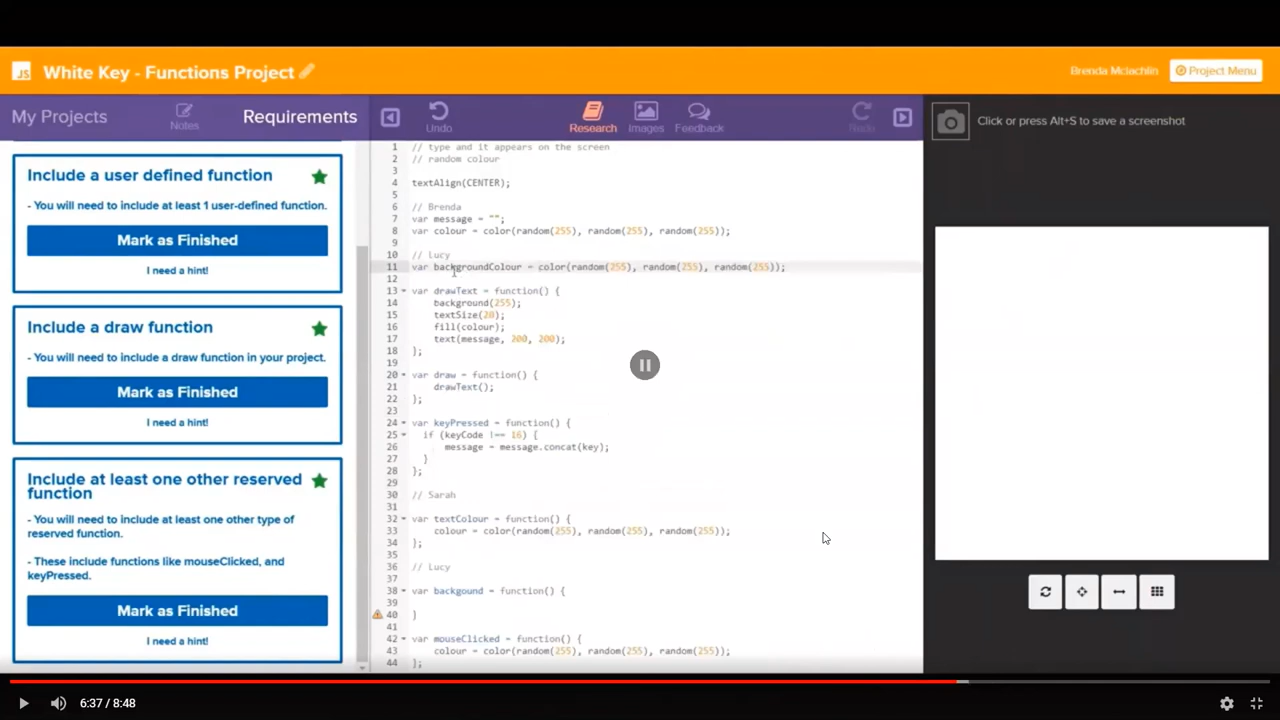 JS White Key - Functions Project
Brenda Mclachlin
Project Menu
My Projects
Notes
Requirements
Undo
Research
Images
Feedback
Redo
Click or press Alt+S to save a screenshot
Include a user defined function
- You will need to include at least 1 user-defined function.
Mark as Finished
I need a hint!
Include a draw function
- You will need to include a draw function in your project.
Mark as Finished
I need a hint!
Include at least one other reserved
function
- You will need to include at least one other type of
reserved function.
- These include functions like mouseClicked, and
keyPressed.
Mark as Finished
I need a hint!
1 // type and it appears on the screen
2 // random colour
3
4 textAlign(CENTER);
5
6 // Brenda
7 var message = "";
8 var colour = color(random(255), random(255), random(255));
9
10 // Lucy
11 var backgroundColour = color(random(255), random(255), random(255));
12
13 var drawText = function() {
14 background(255);
15 textSize(20);
16 fill(colour);
17 text(message, 200, 200);
18 };
19
20 var draw = function() {
21 drawText();
22 };
23
24 var keyPressed = function() {
25 if (keyCode !== 16) {
26 message = message.concat(key);
27 }
28 };
29
30 // Sarah
31
32 var textColour = function() {
33 colour = color(random(255), random(255), random(255));
34 };
35
36 // Lucy
37
38 var backgound = function() {
39
40 }
41
42 var mouseClicked = function() {
43 colour = color(random(255), random(255), random(255));
44 };
6:37 / 8:48